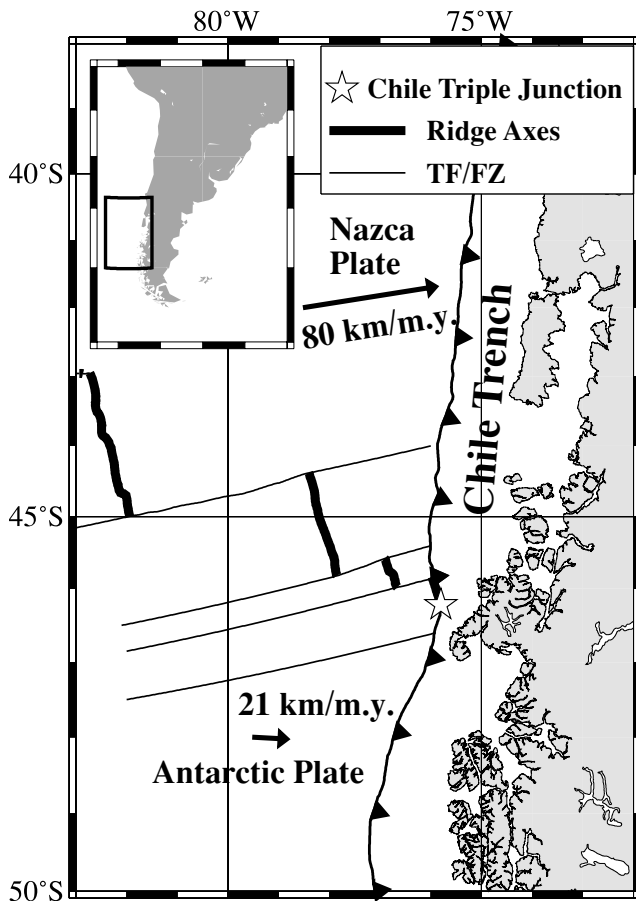 80°W
75°W
Chile Triple Junction
Ridge Axes
TF/FZ
40°S
Nazca
Plate
80 km/m.y.
Chile Trench
45°S
21 km/m.y.
Antarctic Plate
50°S